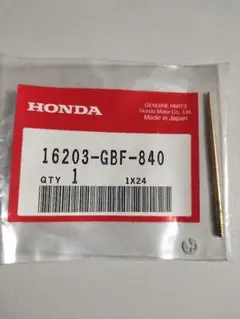 HONDA
GENUINE PARTS
Honda Motor Co., Ltd.
Made in Japan
16203-GBF-840
QTY 1 1X24